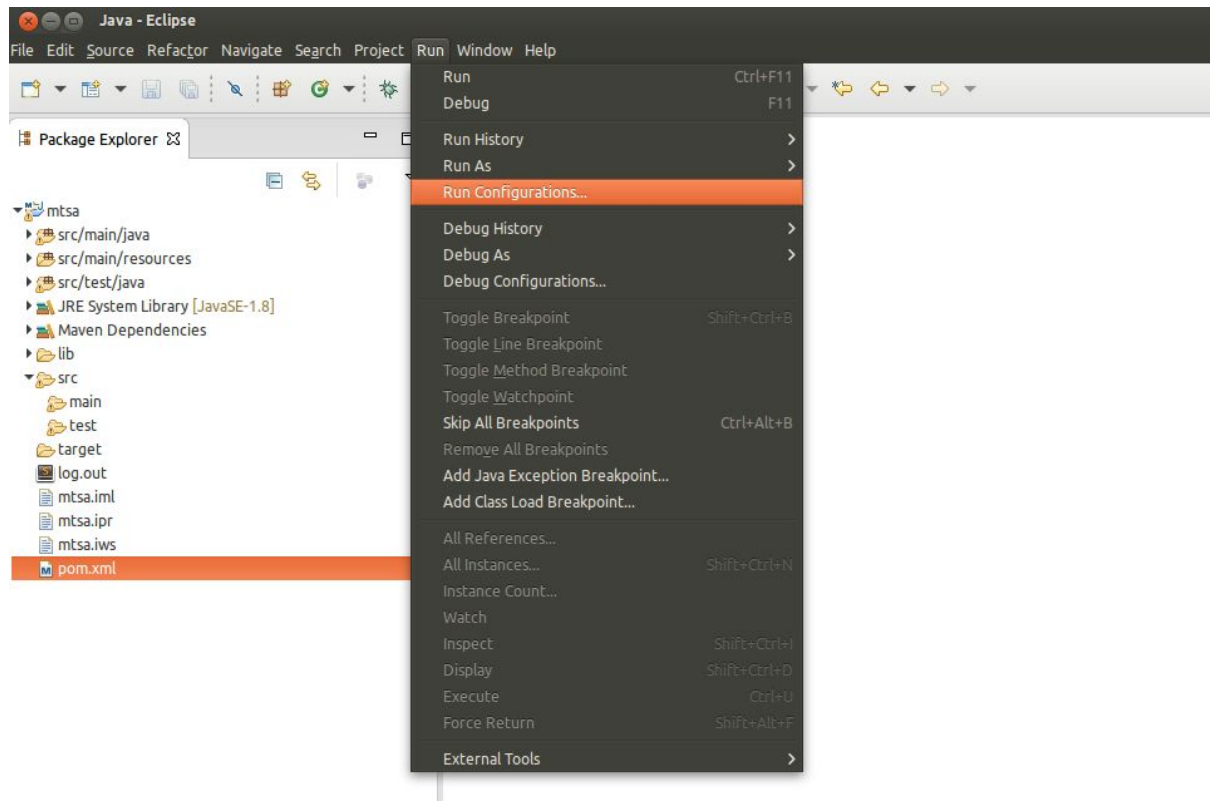 Java - Eclipse
File Edit Source Refactor Navigate Search Project Run Window Help
Package Explorer
mtsa
src/main/java
src/main/resources
src/test/java
JRE System Library [JavaSE-1.8]
Maven Dependencies
lib
src
main
test
target
log.out
mtsa.iml
mtsa.ipr
mtsa.iws
pom.xml
Run Ctrl+F11
Debug F11
Run History
Run As
Run Configurations...
Debug History
Debug As
Debug Configurations...
Toggle Breakpoint Shift+Ctrl+B
Toggle Line Breakpoint
Toggle Method Breakpoint
Toggle Watchpoint
Skip All Breakpoints Ctrl+Alt+B
Remove All Breakpoints
Add Java Exception Breakpoint...
Add Class Load Breakpoint...
All References...
All Instances... Shift+Ctrl+N
Instance Count...
Watch
Inspect Shift+Ctrl+I
Display Shift+Ctrl+D
Execute Ctrl+U
Force Return Shift+Alt+F
External Tools